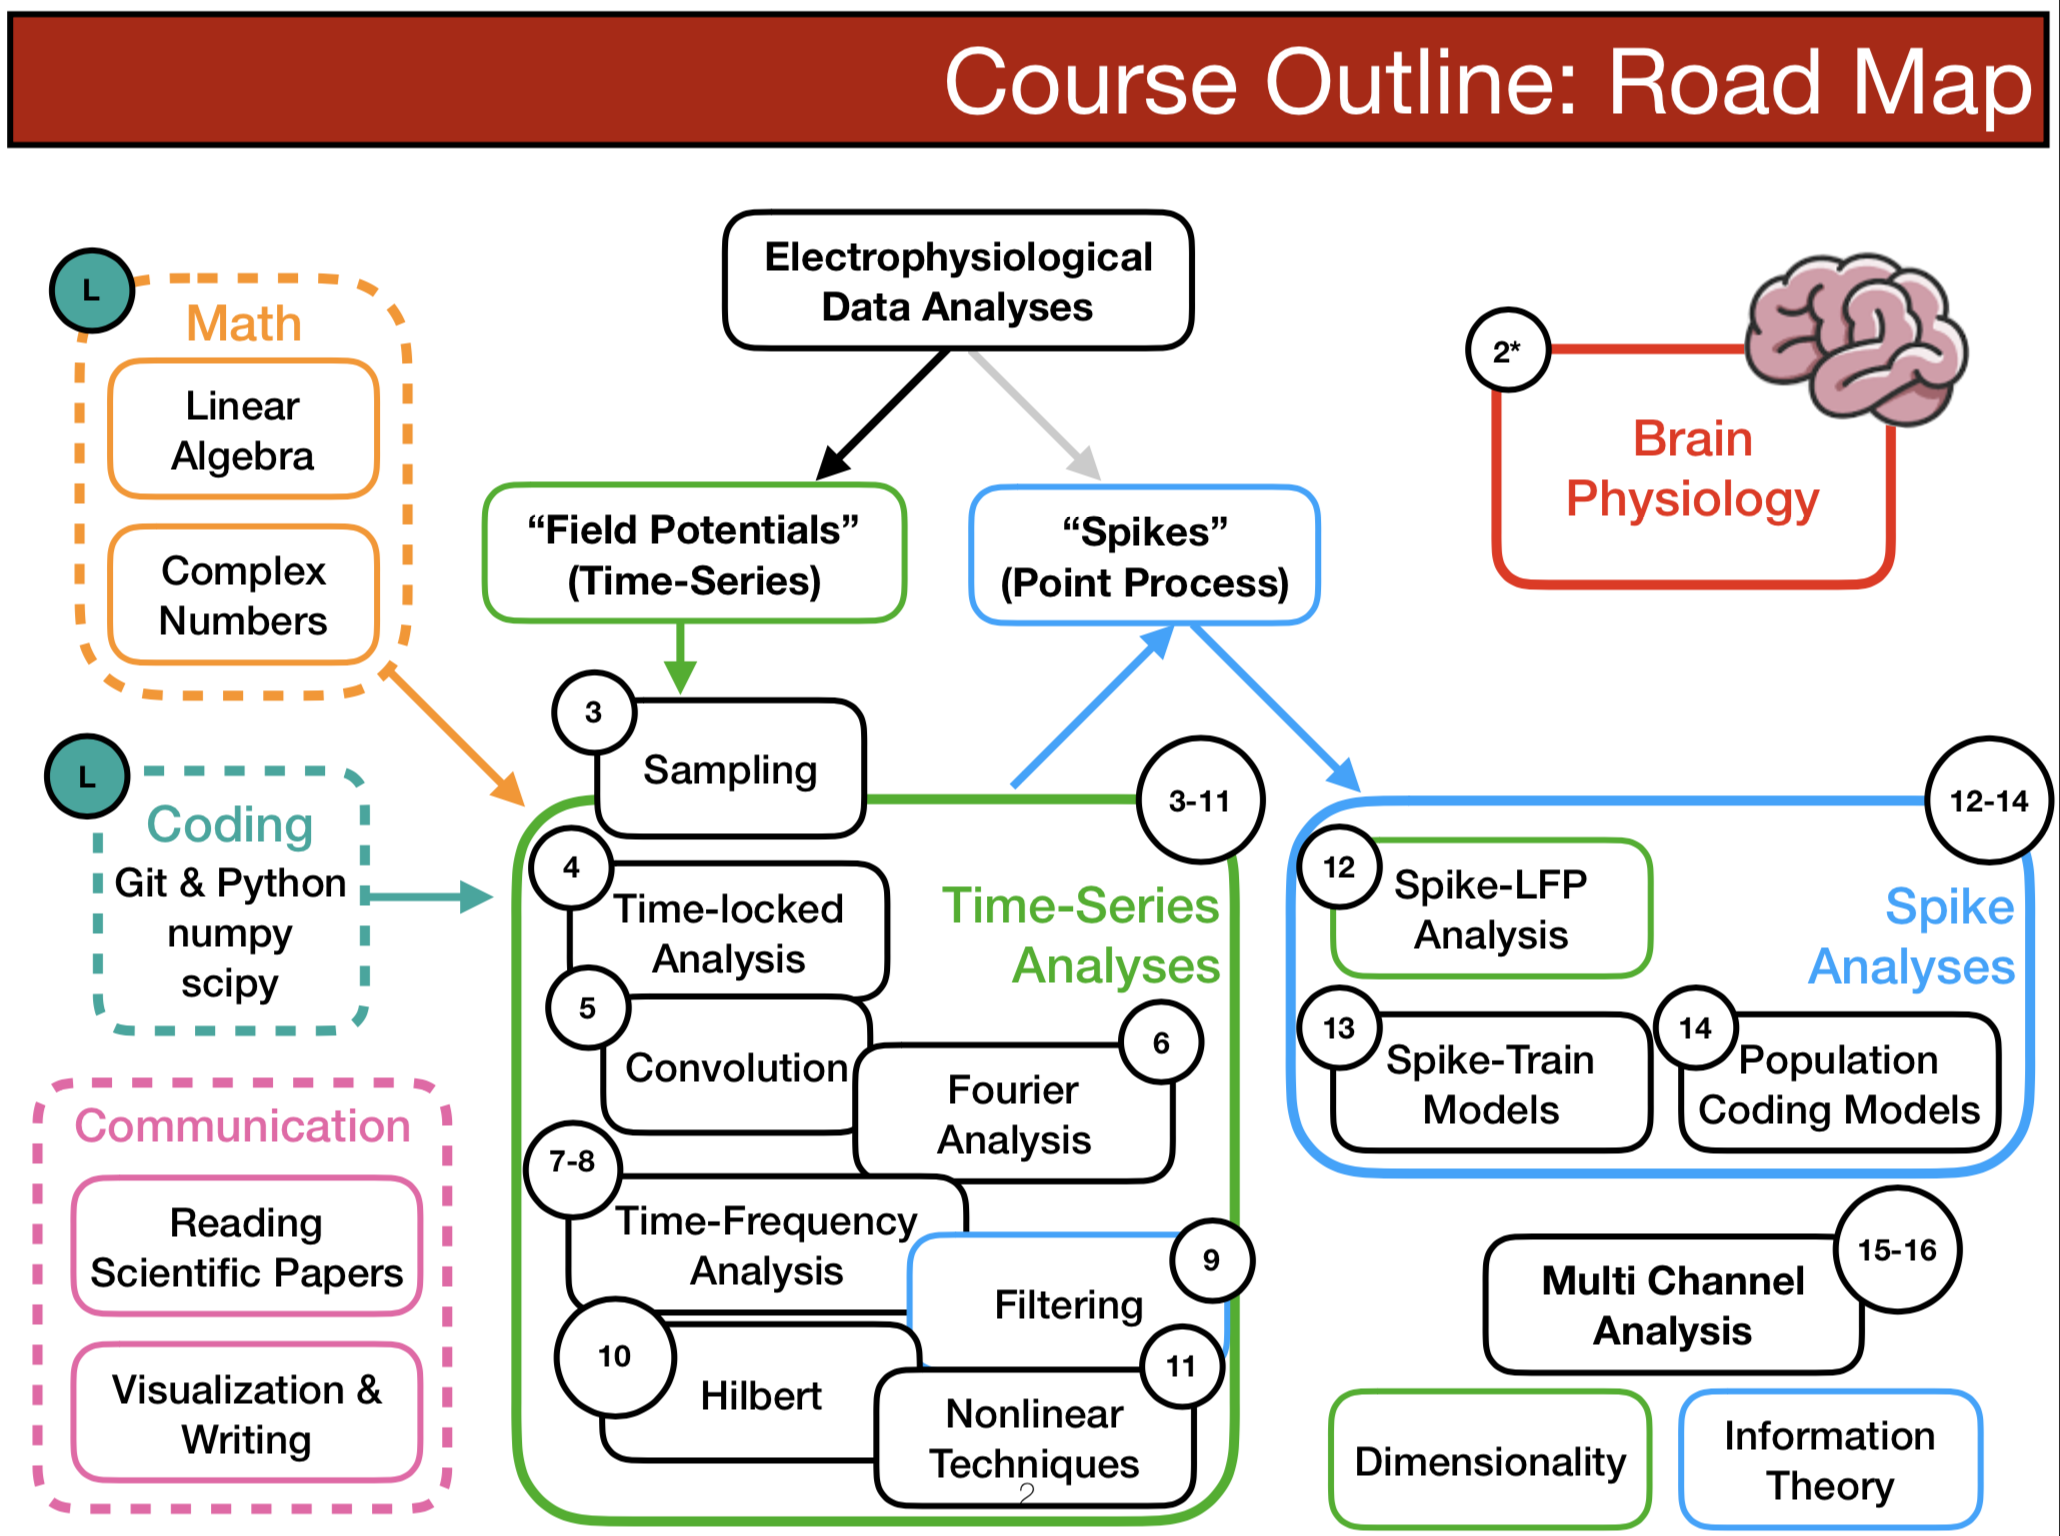 Course Outline: Road Map
Electrophysiological
Data Analyses
L
Math
Linear
Algebra
Complex
Numbers
2*
Brain
Physiology
“Field Potentials”
(Time-Series)
“Spikes”
(Point Process)
L
Coding
Git & Python
numpy
scipy
Communication
Reading
Scientific Papers
Visualization &
Writing
3
Sampling
3-11
Time-Series
Analyses
4
Time-locked
Analysis
5
Convolution
6
Fourier
Analysis
7-8
Time-Frequency
Analysis
9
Filtering
10
Hilbert
11
Nonlinear
Techniques
2
12-14
Spike
Analyses
12
Spike-LFP
Analysis
13
Spike-Train
Models
14
Population
Coding Models
15-16
Multi Channel
Analysis
Dimensionality
Information
Theory